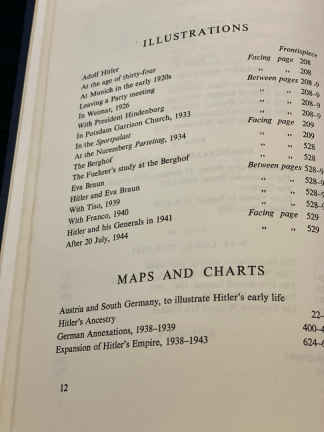 ILLUSTRATIONS
Adolf Hitler Frontispiece
At the age of thirty-four Facing page 208
At Munich in the early 1920s ,, ,, 208
Leaving a Party meeting Between pages 208-9
In Weimar, 1926 ,, ,, 208-9
With President Hindenburg ,, ,, 208-9
In Potsdam Garrison Church, 1933 ,, ,, 208-9
In the Sportpalast Facing page 209
At the Nuremberg Parteitag, 1934 ,, ,, 209
The Berghof ,, ,, 528
The Fuehrer's study at the Berghof ,, ,, 528
Eva Braun Between pages 528-9
Hitler and Eva Braun ,, ,, 528-9
With Tiso, 1939 ,, ,, 528-9
With Franco, 1940 ,, ,, 528-9
Hitler and his Generals in 1941 Facing page 529
After 20 July, 1944 ,, ,, 529
MAPS AND CHARTS
Austria and South Germany, to illustrate Hitler's early life
Hitler's Ancestry 22-
German Annexations, 1938–1939 400-
Expansion of Hitler's Empire, 1938–1943 624-
12